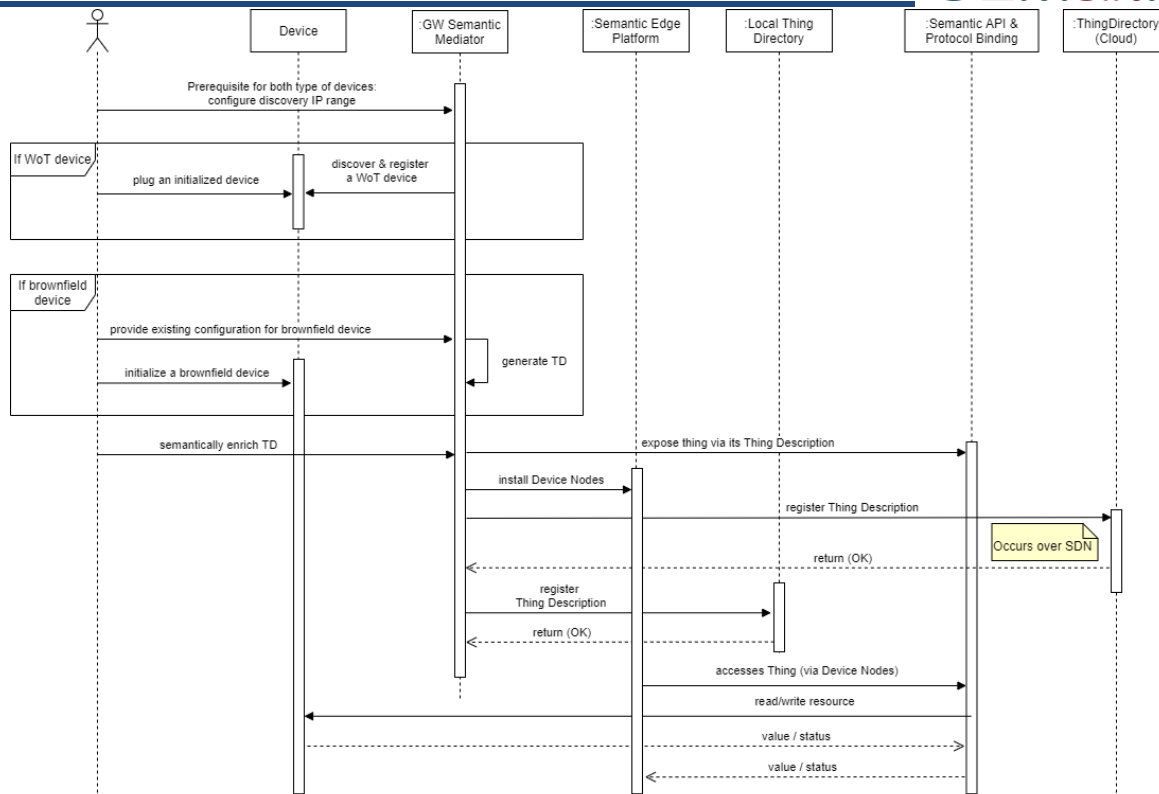 Device
:GW Semantic
Mediator
:Semantic Edge
Platform
:Local Thing
Directory
:Semantic API &
Protocol Binding
:ThingDirectory
(Cloud)
Prerequisite for both type of devices:
configure discovery IP range
If WoT device
discover & register
a WoT device
plug an initialized device
If brownfield
device
provide existing configuration for brownfield device
generate TD
initialize a brownfield device
semantically enrich TD
expose thing via its Thing Description
install Device Nodes
register Thing Description
Occurs over SDN
return (OK)
register
Thing Description
return (OK)
accesses Thing (via Device Nodes)
read/write resource
value / status
value / status